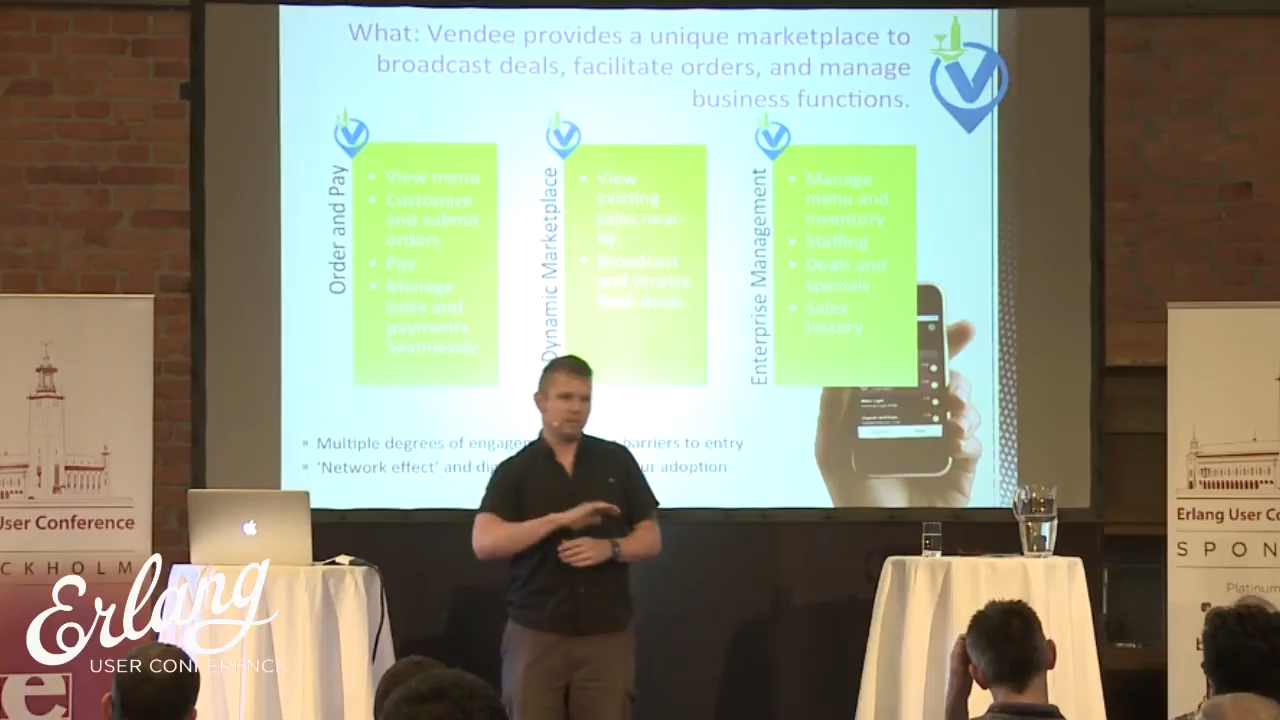 What: Vendee provides a unique marketplace to
broadcast deals, facilitate orders, and manage
business functions.
V
Order and Pay
• View menu
• Customize
and submit
orders
• Pay
• Manage
sales and
payments
Seamlessly
Dynamic Marketplace
• View
existing
sales near-
by
• Broadcast
and receive
flash deals
Enterprise Management
• Manage
menu and
inventory
• Staffing
• Deals and
specials
• Sales
history
Multiple degrees of barriers to entry
'Network effect' and adoption
User Conference
CKHOLM
Erlang
USER CONFERENCE
e
Erlang User Co
SPON
Platinum